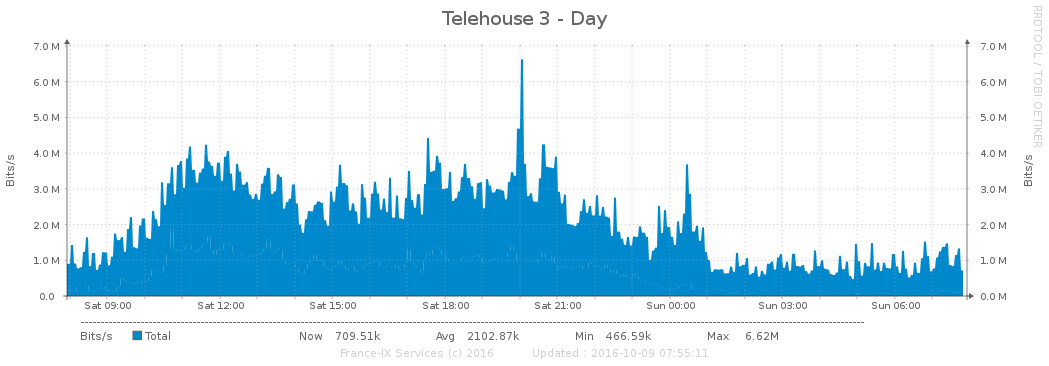 Telehouse 3 - Day
RRDTOOL / TOBI OETIKER
Bits/s
7.0 M 7.0 M
6.0 M 6.0 M
5.0 M 5.0 M
4.0 M 4.0 M
3.0 M 3.0 M
2.0 M 2.0 M
1.0 M 1.0 M
0.0 0.0 M
Bits/s
Sat 09:00 Sat 12:00 Sat 15:00 Sat 18:00 Sat 21:00 Sun 00:00 Sun 03:00 Sun 06:00
Bits/s Total Now 709.51k Avg 2102.87k Min 466.59k Max 6.62M
France-IX Services (c) 2016 Updated : 2016-10-09 07:55:11